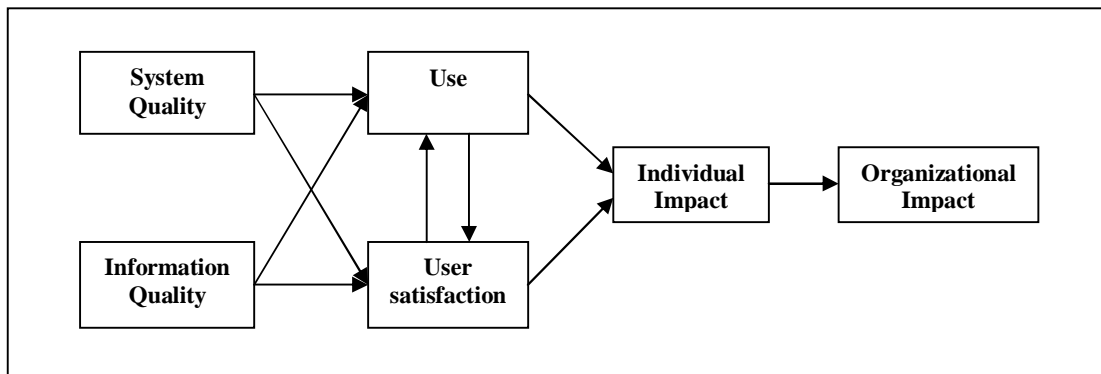 System
Quality
Use
Individual
Impact
Organizational
Impact
Information
Quality
User
satisfaction